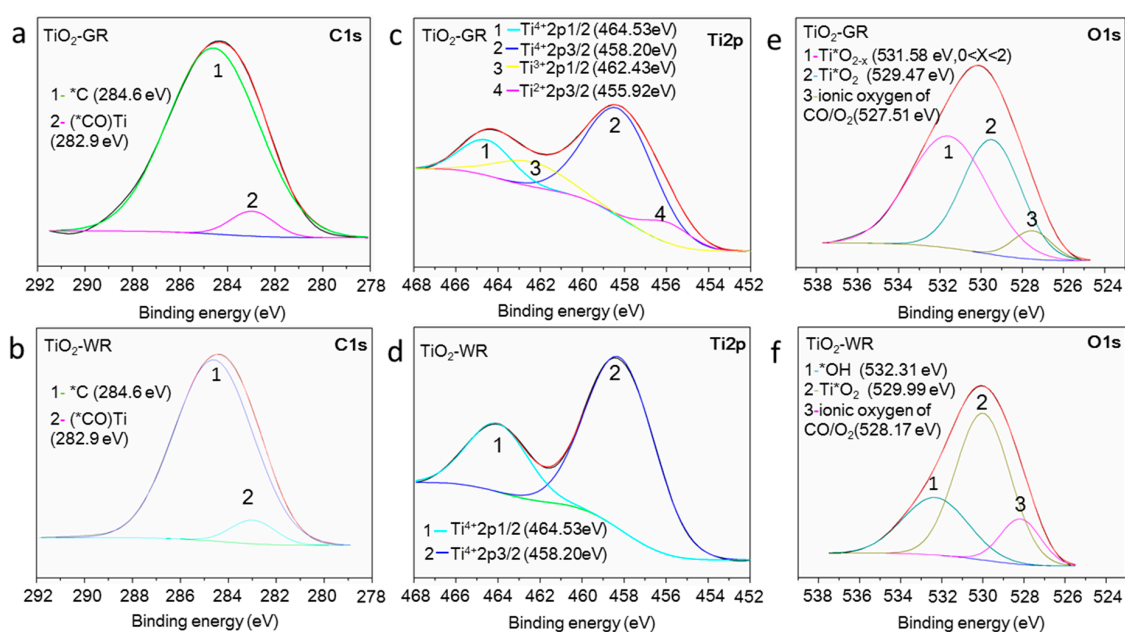 a
TiO₂-GR
C1s
1- *C (284.6 eV)
2- (*CO)Ti
(282.9 eV)
1
2
292 290 288 286 284 282 280 278
Binding energy (eV)
c
TiO₂-GR
Ti2p
1 Ti⁴⁺2p1/2 (464.53eV)
2 Ti⁴⁺2p3/2 (458.20eV)
3 Ti³⁺2p1/2 (462.43eV)
4 Ti²⁺2p3/2 (455.92eV)
1
2
3
4
468 466 464 462 460 458 456 454 452
Binding energy (eV)
e
TiO₂-GR
O1s
1-Ti*O₂₋ₓ (531.58 eV,0<X<2)
2-Ti*O₂ (529.47 eV)
3-ionic oxygen of
CO/O₂(527.51 eV)
1
2
3
538 536 534 532 530 528 526 524
Binding energy (eV)
b
TiO₂-WR
C1s
1- *C (284.6 eV)
2- (*CO)Ti
(282.9 eV)
1
2
292 290 288 286 284 282 280 278
Binding energy (eV)
d
TiO₂-WR
Ti2p
1
2
1 Ti⁴⁺2p1/2 (464.53eV)
2 Ti⁴⁺2p3/2 (458.20eV)
468 466 464 462 460 458 456 454 452
Binding energy (eV)
f
TiO₂-WR
O1s
1-*OH (532.31 eV)
2-Ti*O₂ (529.99 eV)
3-ionic oxygen of
CO/O₂(528.17 eV)
1
2
3
538 536 534 532 530 528 526 524
Binding energy (eV)